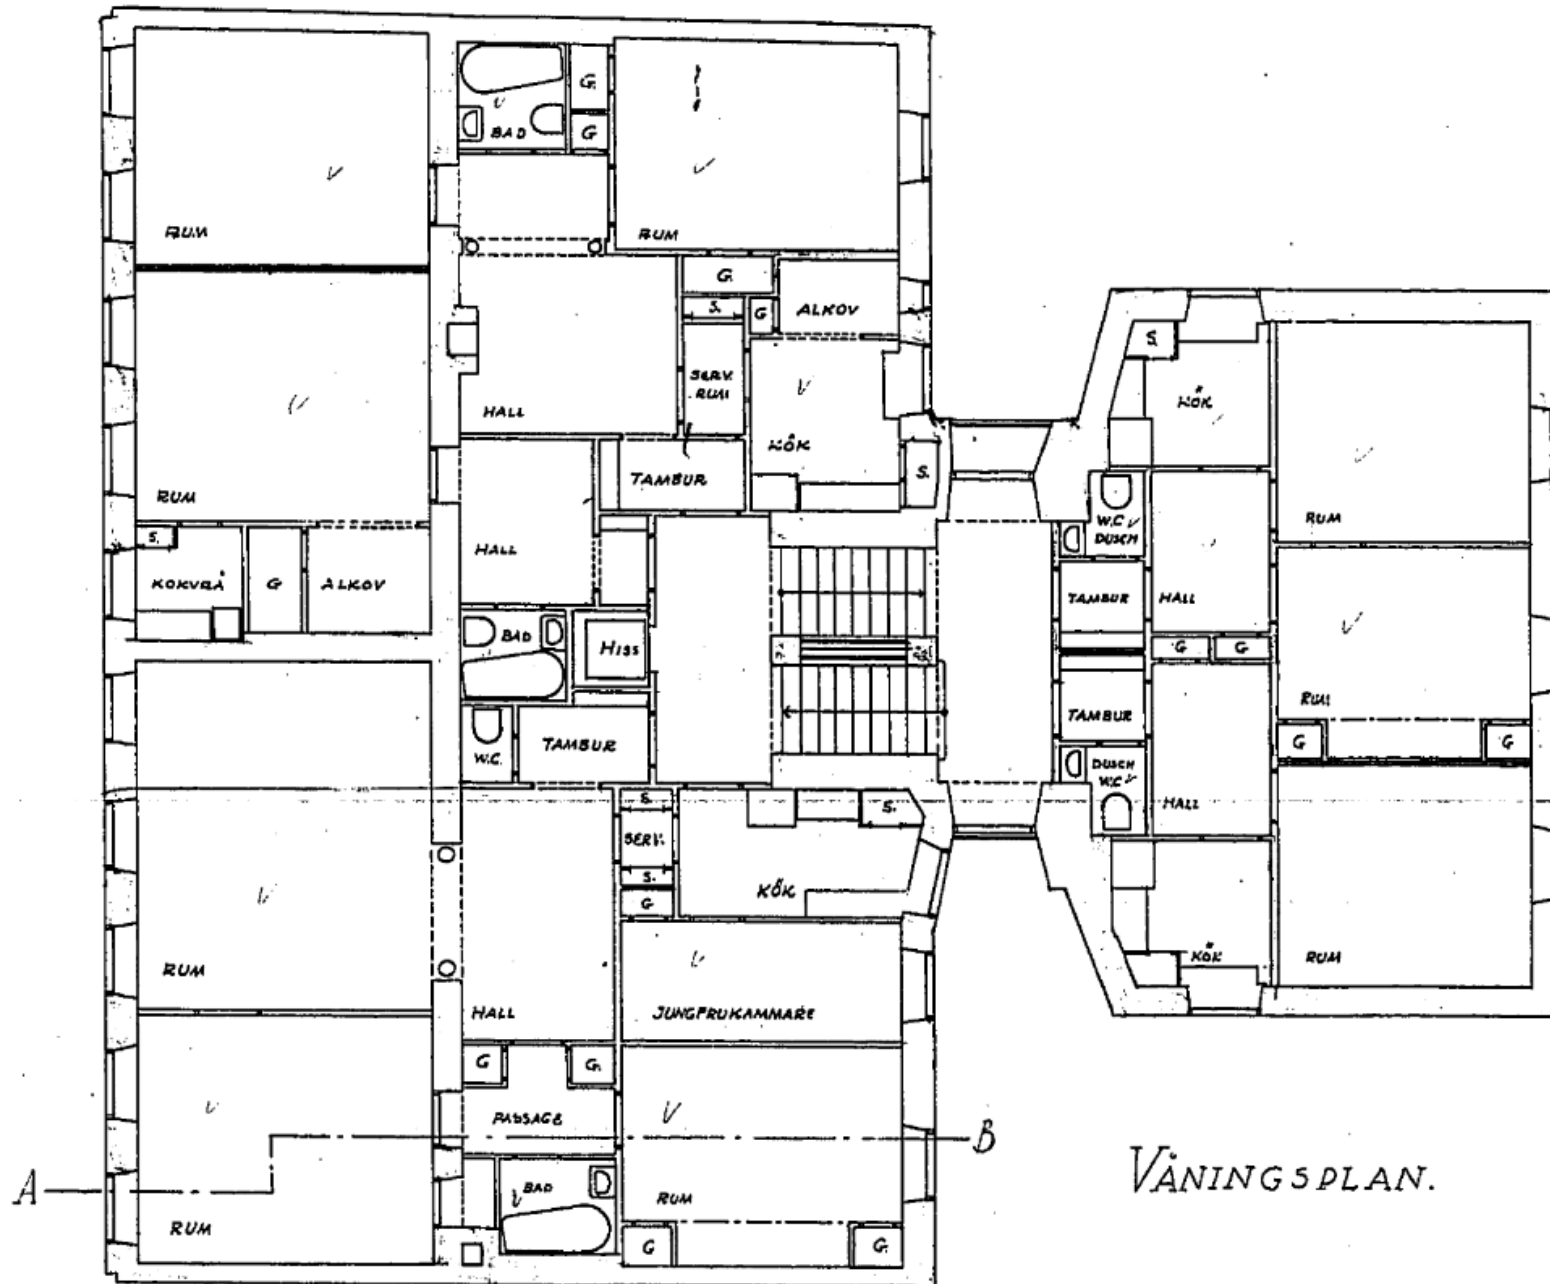 BAD
G.
G
RUM
RUM
G.
S.
G
ALKOV
SERV.
RUM
HALL
KÖK
S.
TAMBUR
S.
KÖK
RUM
RUM
W.C
DUSCH
HALL
S.
KOKVRÅ
G
ALKOV
HALL
TAMBUR
HALL
G
G
BAD
HISS
RUM
TAMBUR
G
G
W.C.
TAMBUR
DUSCH
W.C
HALL
S.
SERV.
S.
G
KÖK
S.
RUM
HALL
JUNGFRUKAMMARE
KÖK
RUM
G
G.
PASSAGE
A
B
BAD
RUM
RUM
G
G.
VÅNINGSPLAN.